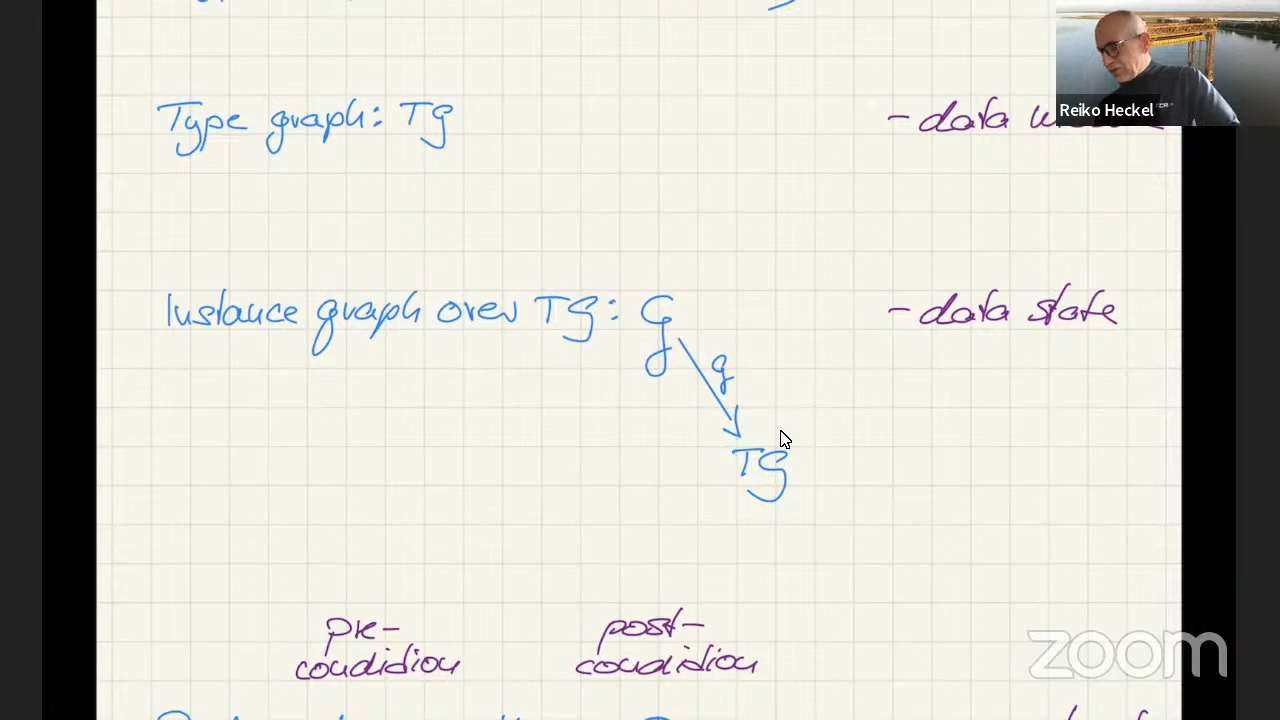 Reiko Heckel
Type graph: TG
- data
Instance graph over TG: G
- data state
g
TG
pre-
condition
post-
condition
zoom